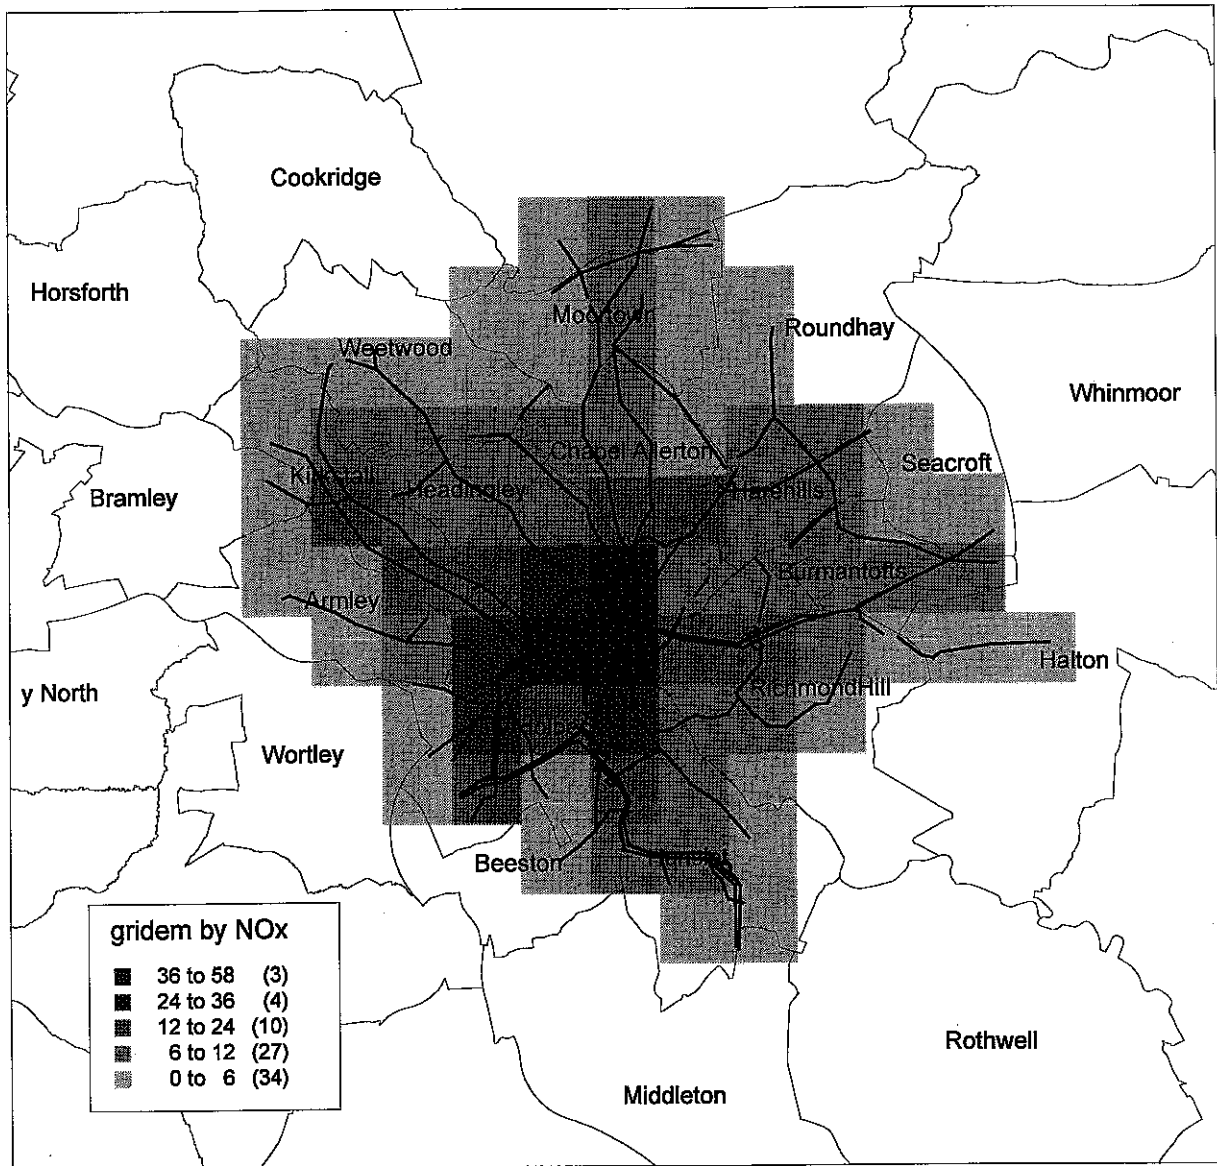 Cookridge
Horsforth
Moortown
Roundhay
Weetwood
Whinmoor
Chapel Allerton
Seacroft
Kirkstall
Headingley
Harehills
Bramley
Burmantofts
Armley
Halton
y North
RichmondHill
Wortley
Beeston
Hunslet
gridem by NOx
36 to 58 (3)
24 to 36 (4)
12 to 24 (10)
6 to 12 (27)
0 to 6 (34)
Rothwell
Middleton